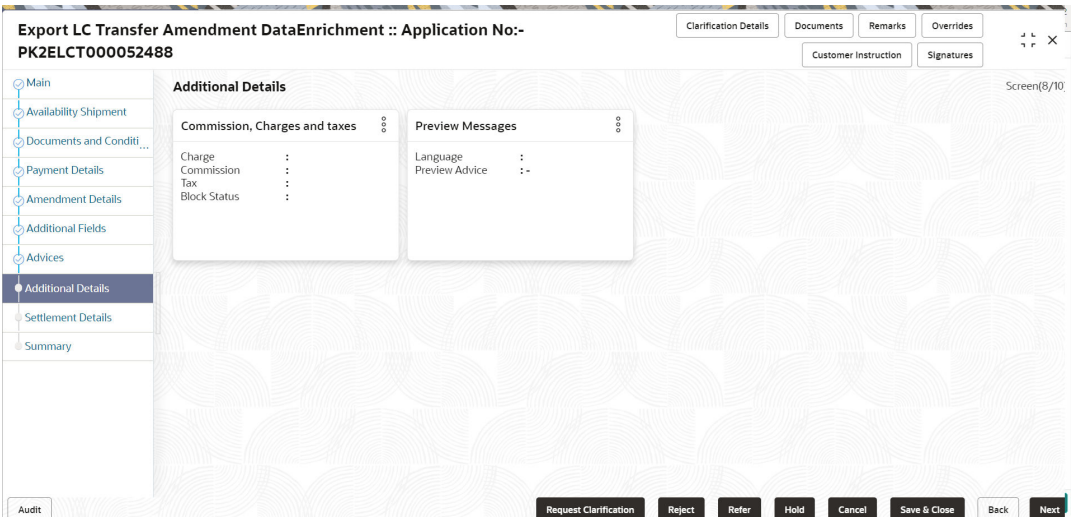 Export LC Transfer Amendment DataEnrichment :: Application No:-
PK2ELCT000052488
Clarification Details
Documents
Remarks
Overrides
Customer Instruction
Signatures
Main
Availability Shipment
Documents and Conditi...
Payment Details
Amendment Details
Additional Fields
Advices
Additional Details
Settlement Details
Summary
Additional Details
Screen(8/10)
Commission, Charges and taxes
Charge :
Commission :
Tax :
Block Status :
Preview Messages
Language :
Preview Advice : -
Audit
Request Clarification
Reject
Refer
Hold
Cancel
Save & Close
Back
Next